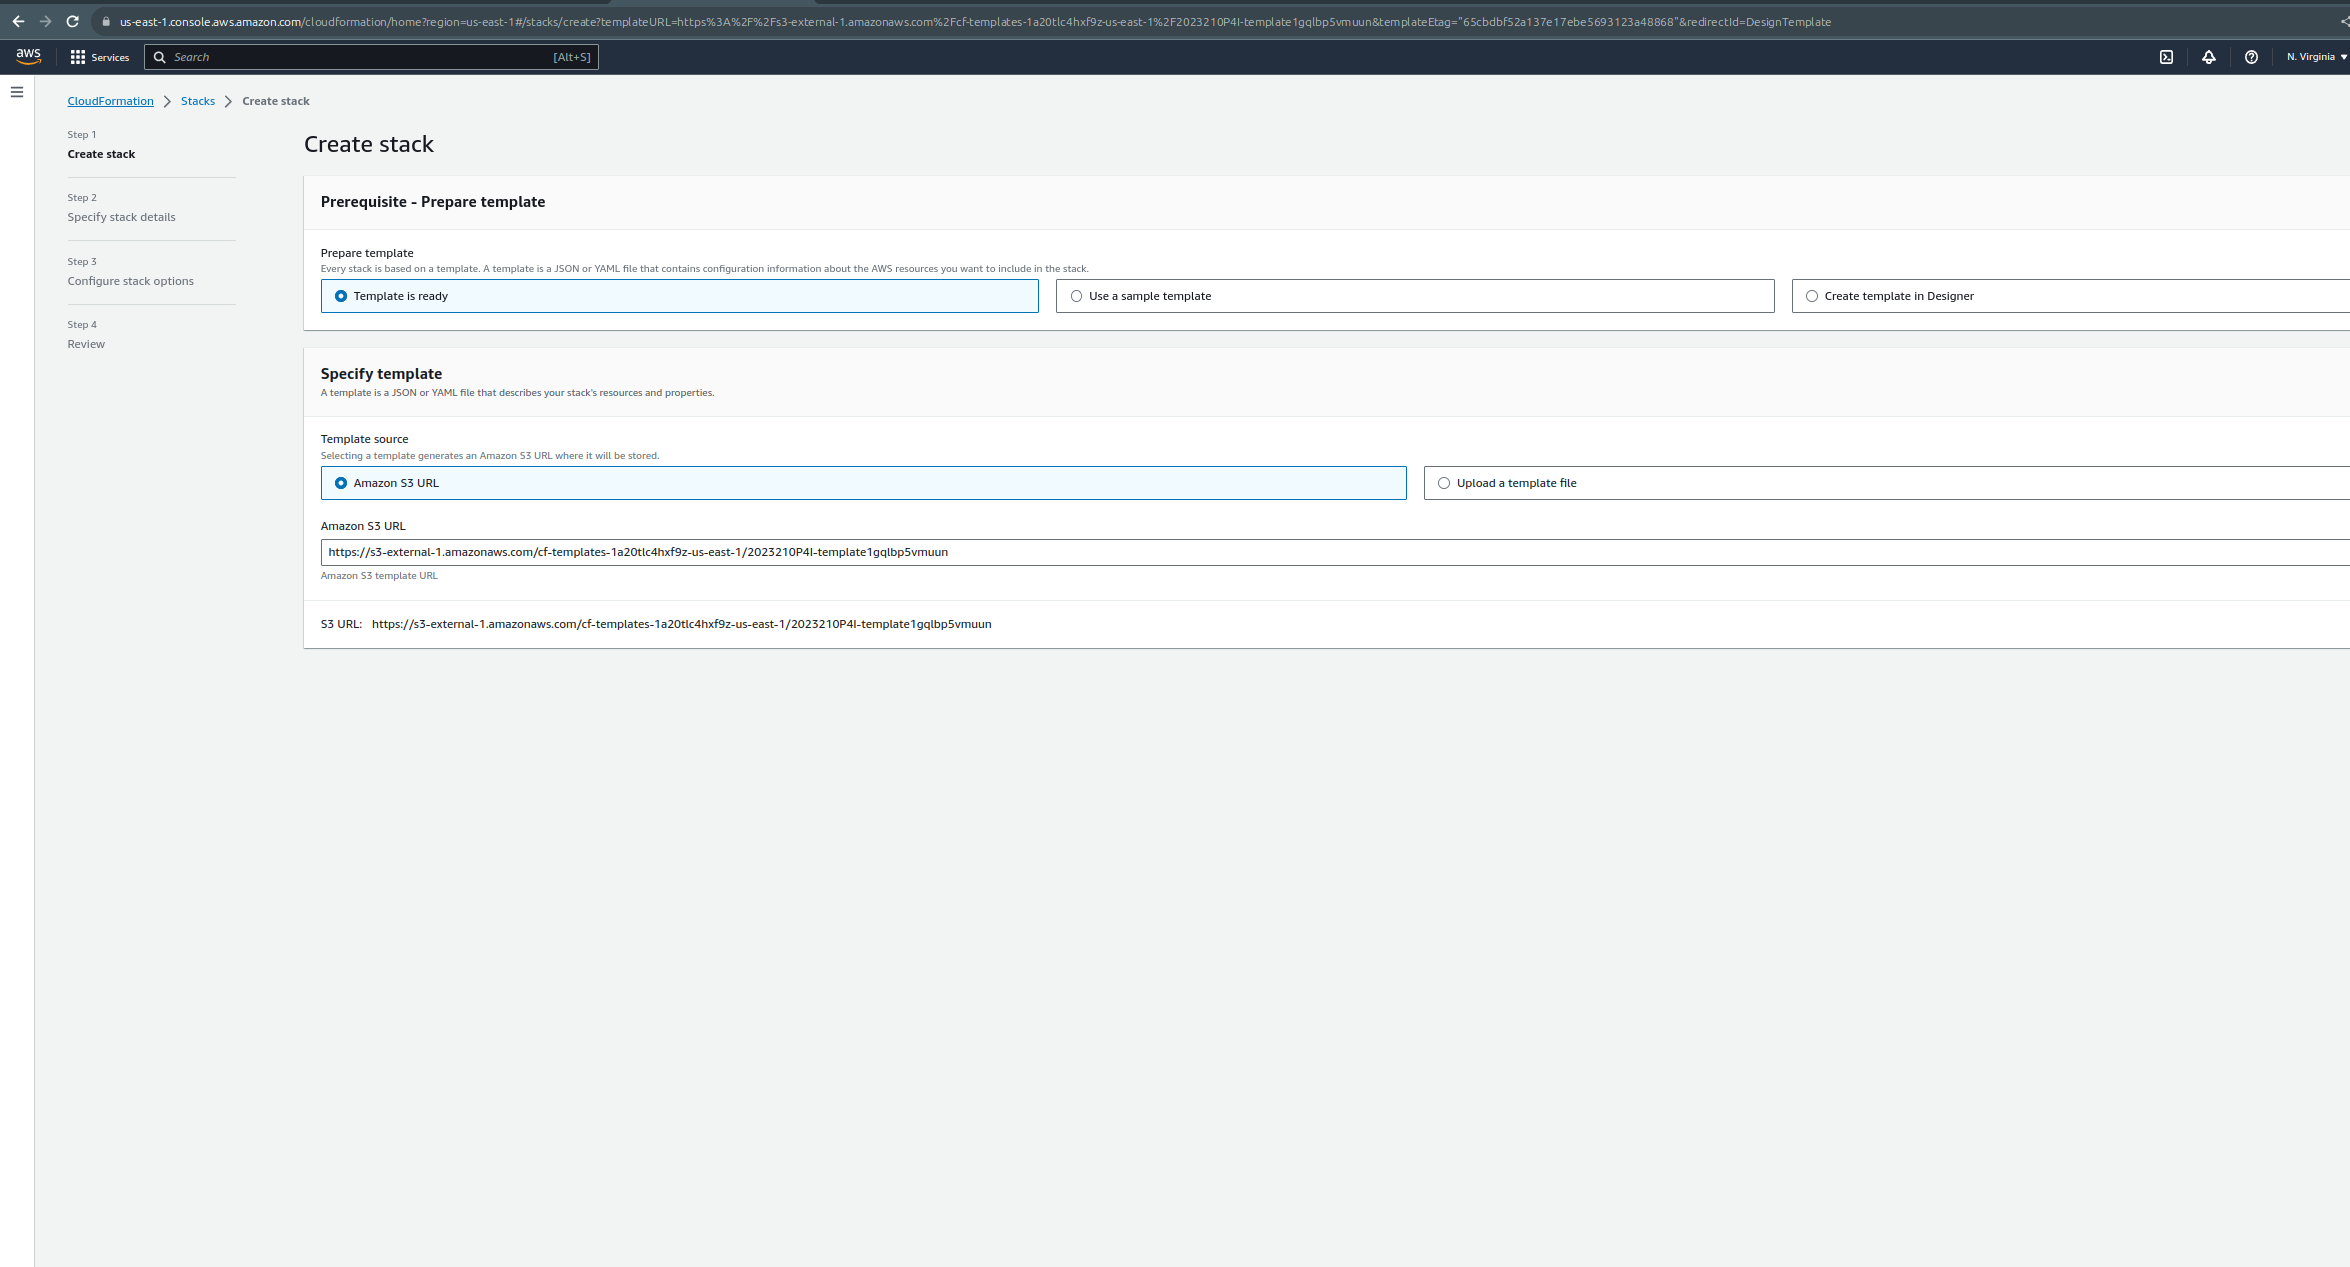 us-east-1.console.aws.amazon.com/cloudformation/home?region=us-east-1#/stacks/create?templateURL=https%3A%2F%2Fs3-external-1.amazonaws.com%2Fcf-templates-1a20tlc4hxf9z-us-east-1%2F2023210P4I-template1gqlbp5vmuun&templateEtag="65cbdbf52a137e17ebe5693123a48868"&redirectId=DesignTemplate
aws Services Search [Alt+S] N. Virginia
CloudFormation Stacks Create stack
Step 1
Create stack
Step 2
Specify stack details
Step 3
Configure stack options
Step 4
Review
Create stack
Prerequisite - Prepare template
Prepare template
Every stack is based on a template. A template is a JSON or YAML file that contains configuration information about the AWS resources you want to include in the stack.
Template is ready
Use a sample template
Create template in Designer
Specify template
A template is a JSON or YAML file that describes your stack's resources and properties.
Template source
Selecting a template generates an Amazon S3 URL where it will be stored.
Amazon S3 URL
Upload a template file
Amazon S3 URL
https://s3-external-1.amazonaws.com/cf-templates-1a20tlc4hxf9z-us-east-1/2023210P4I-template1gqlbp5vmuun
Amazon S3 template URL
S3 URL: https://s3-external-1.amazonaws.com/cf-templates-1a20tlc4hxf9z-us-east-1/2023210P4I-template1gqlbp5vmuun